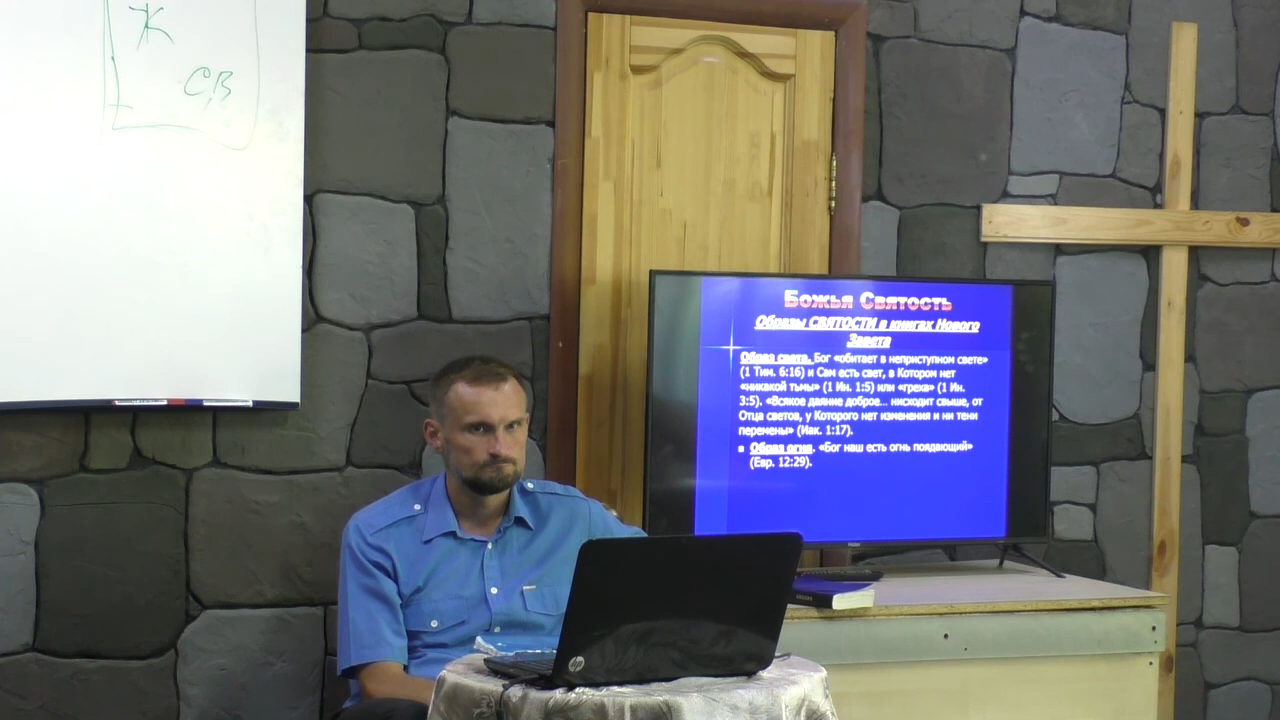 Ж
С,В
Божья Святость
Образы СВЯТОСТИ в книгах Нового
Завета
Образ света. Бог «обитает в неприступном свете»
(1 Тим. 6:16) и Сам есть свет, в Котором нет
«никакой тьмы» (1 Ин. 1:5) или «греха» (1 Ин.
3:5). «Всякое даяние доброе... нисходит свыше, от
Отца светов, у Которого нет изменения и ни тени
перемены» (Иак. 1:17).
Образ огня. «Бог наш есть огнь поядающий»
(Евр. 12:29).
Haier
hp